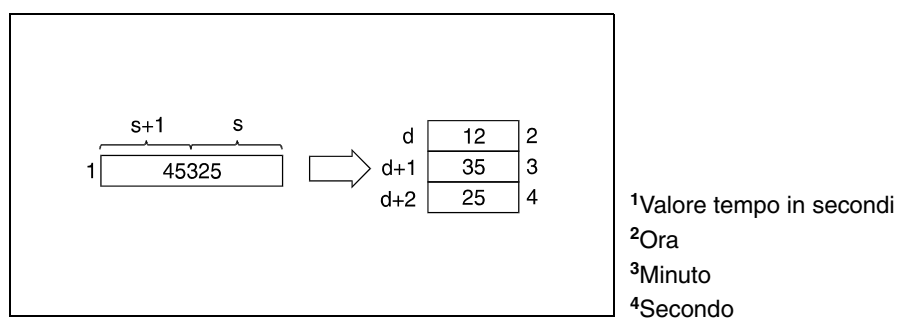 s+1 s
1 45325
d 12 2
d+1 35 3
d+2 25 4
¹Valore tempo in secondi
²Ora
³Minuto
⁴Secondo